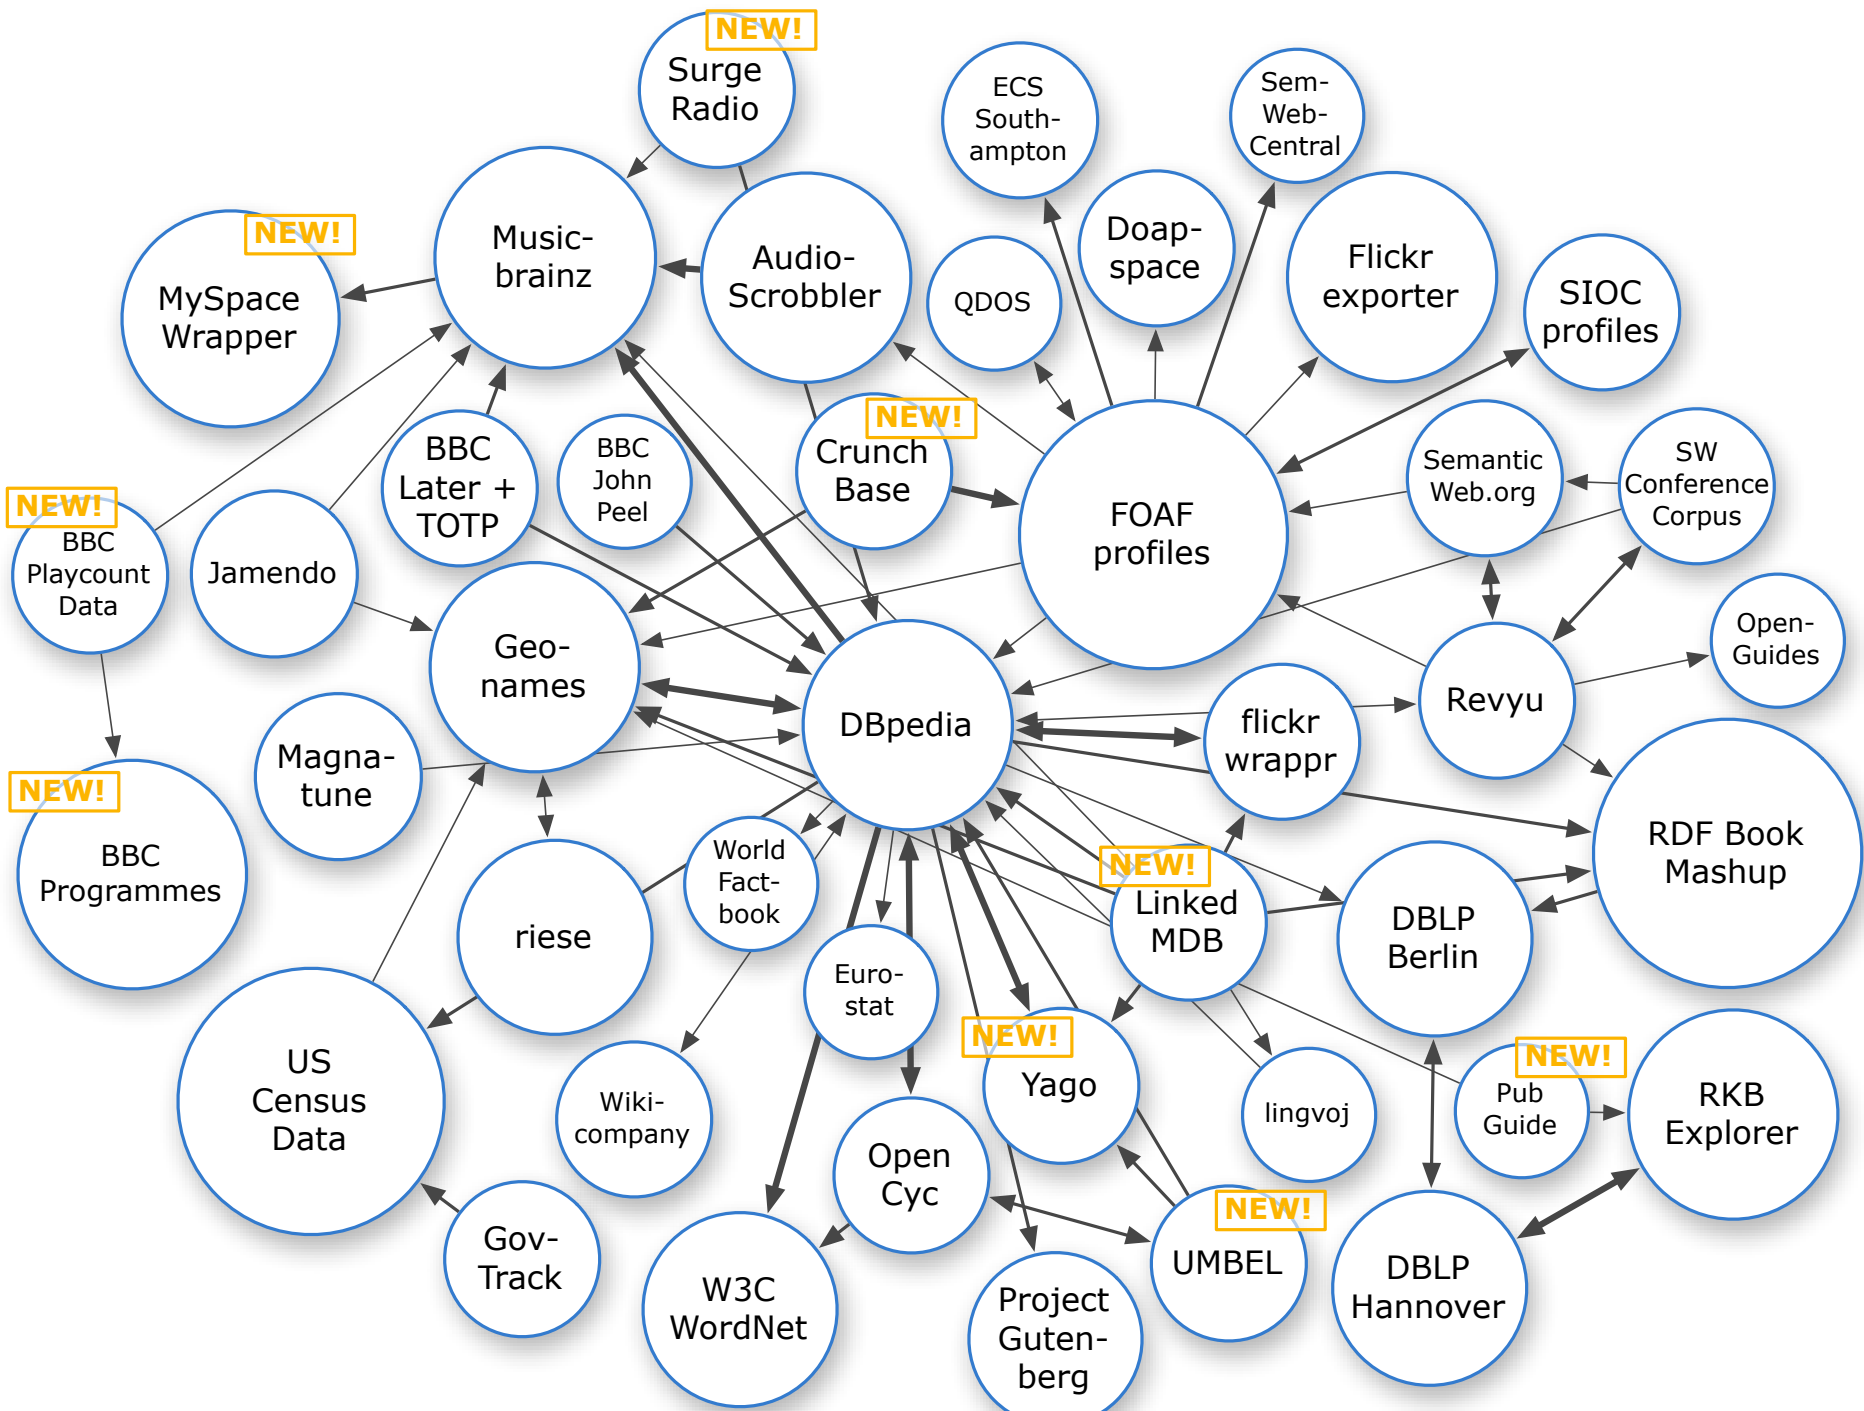 NEW!
Surge
Radio
ECS
South-
ampton
Sem-
Web-
Central
NEW!
MySpace
Wrapper
Music-
brainz
Audio-
Scrobbler
QDOS
Doap-
space
Flickr
exporter
SIOC
profiles
NEW!
BBC
Playcount
Data
Jamendo
BBC
Later +
TOTP
BBC
John
Peel
NEW!
Crunch
Base
FOAF
profiles
Semantic
Web.org
SW
Conference
Corpus
Open-
Guides
Geo-
names
DBpedia
flickr
wrappr
Revyu
Magna-
tune
NEW!
BBC
Programmes
riese
World
Fact-
book
Euro-
stat
NEW!
Linked
MDB
DBLP
Berlin
RDF Book
Mashup
US
Census
Data
Wiki-
company
Open
Cyc
NEW!
Yago
lingvoj
NEW!
Pub
Guide
RKB
Explorer
Gov-
Track
W3C
WordNet
Project
Guten-
berg
NEW!
UMBEL
DBLP
Hannover